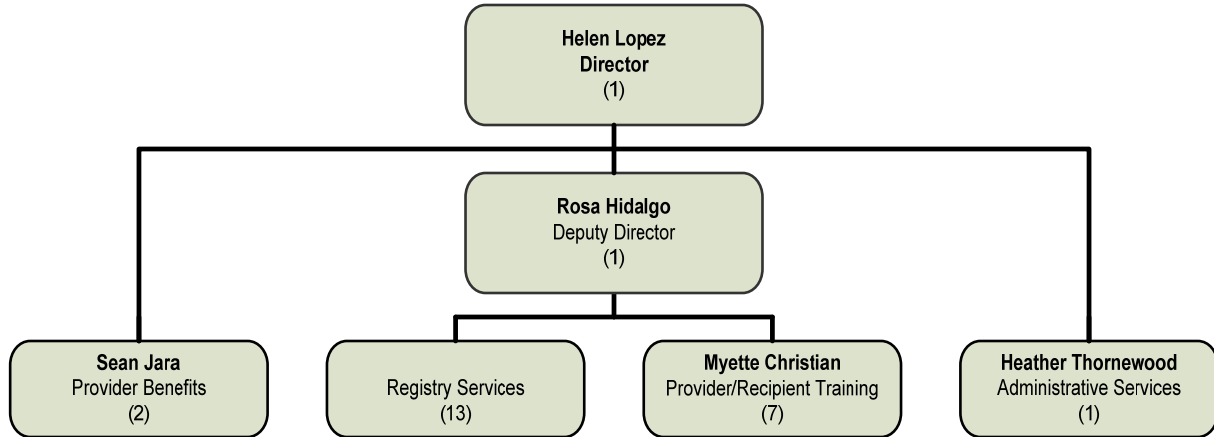 Helen Lopez
Director
(1)
Rosa Hidalgo
Deputy Director
(1)
Sean Jara
Provider Benefits
(2)
Registry Services
(13)
Myette Christian
Provider/Recipient Training
(7)
Heather Thornewood
Administrative Services
(1)